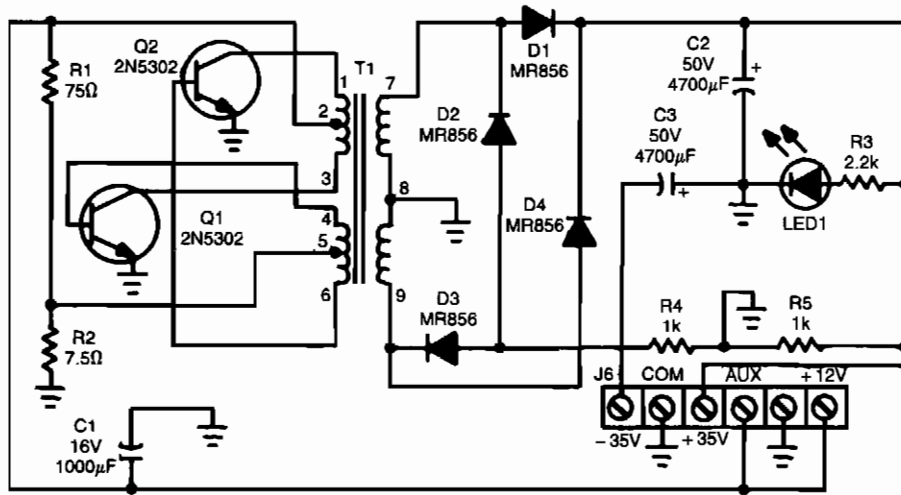 R1
75Ω
Q2
2N5302
T1
1
2
3
4
5
6
7
8
9
D1
MR856
D2
MR856
C2
50V
4700μF
+
C3
50V
4700μF
+
R3
2.2k
LED1
Q1
2N5302
D4
MR856
D3
MR856
R4
1k
R5
1k
R2
7.5Ω
C1
16V
1000μF
J6 COM AUX +12V
-35V +35V